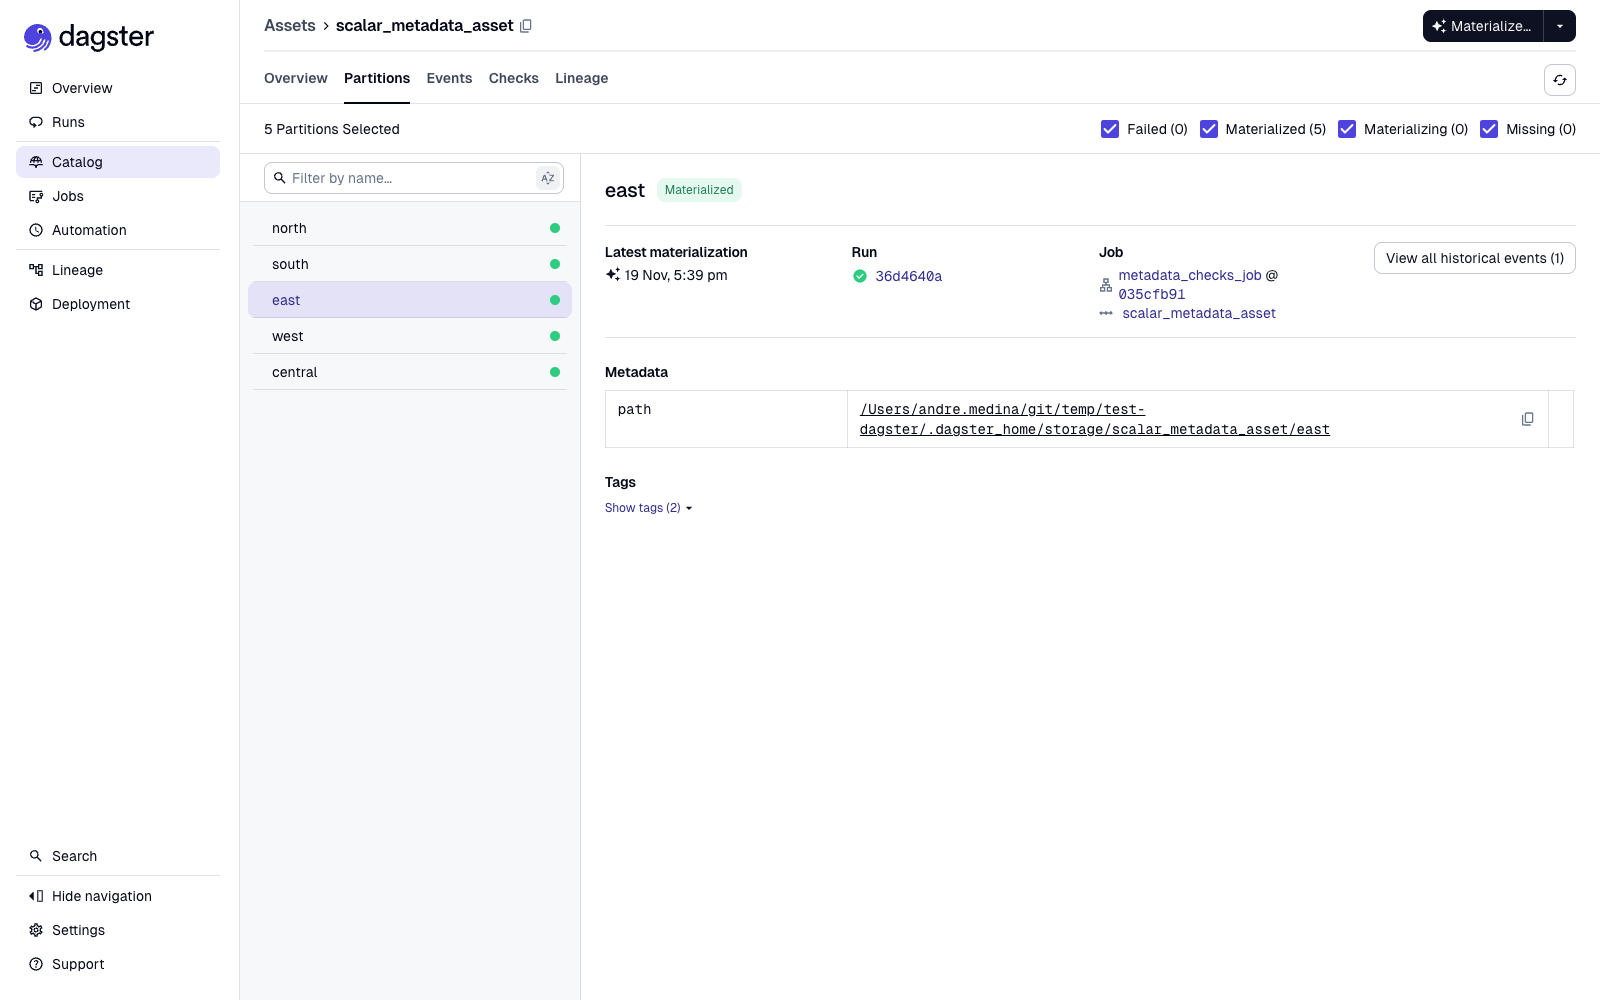 dagster
Overview
Runs
Catalog
Jobs
Automation
Lineage
Deployment
Search
Hide navigation
Settings
Support
Assets › scalar_metadata_asset
Materialize...
Overview Partitions Events Checks Lineage
5 Partitions Selected
Failed (0) Materialized (5) Materializing (0) Missing (0)
Filter by name…
AZ
north
south
east
west
central
east Materialized
Latest materialization
19 Nov, 5:39 pm
Run
36d4640a
Job
metadata_checks_job @
035cfb91
scalar_metadata_asset
View all historical events (1)
Metadata
path
/Users/andre.medina/git/temp/test-
dagster/.dagster_home/storage/scalar_metadata_asset/east
Tags
Show tags (2)